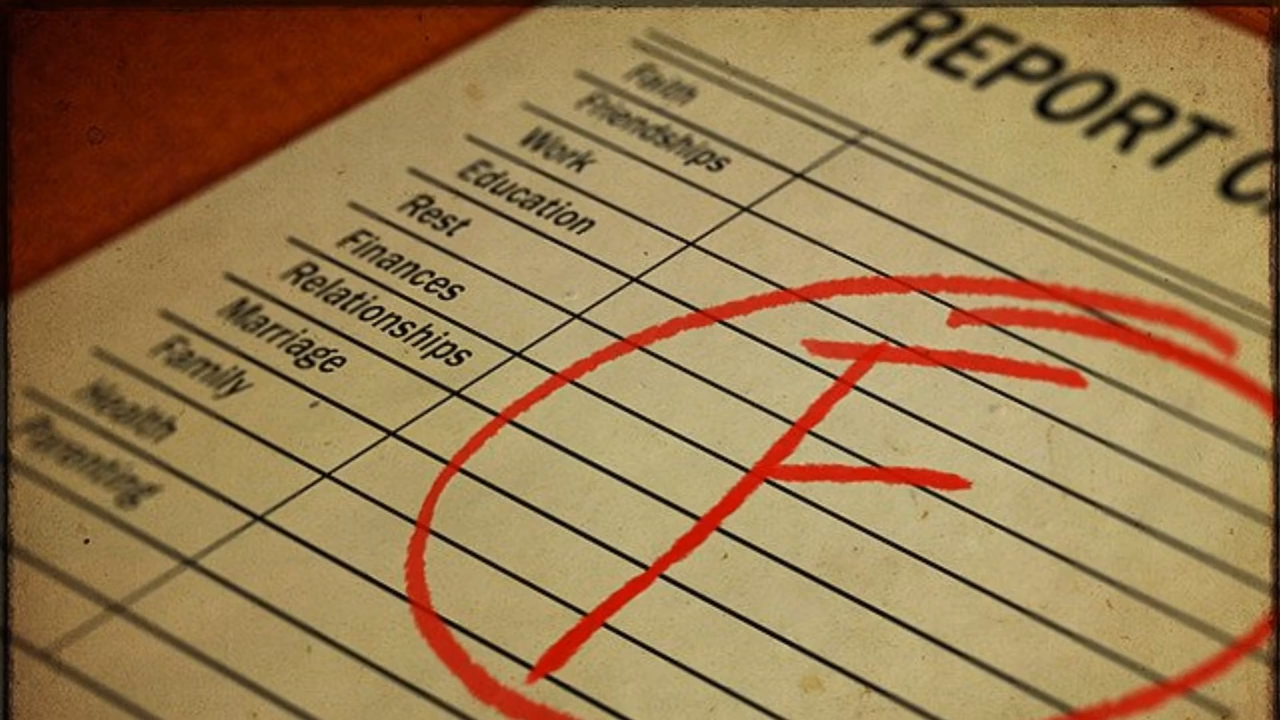 REPORT C
Faith
Friendships
Work
Education
Rest
Finances
Relationships
Marriage
Family
Health
Parenting
F